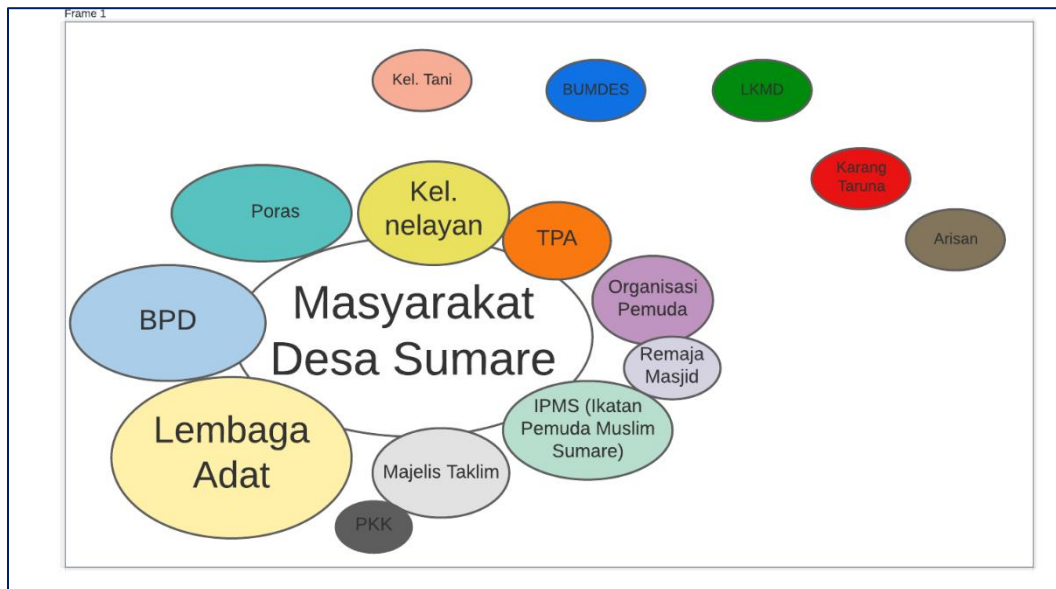 Frame 1
Kel. Tani
BUMDES
LKMD
Karang
Taruna
Arisan
Poras
Kel.
nelayan
TPA
Organisasi
Pemuda
BPD
Masyarakat
Desa Sumare
Remaja
Masjid
IPMS (Ikatan
Pemuda Muslim
Sumare)
Lembaga
Adat
Majelis Taklim
PKK